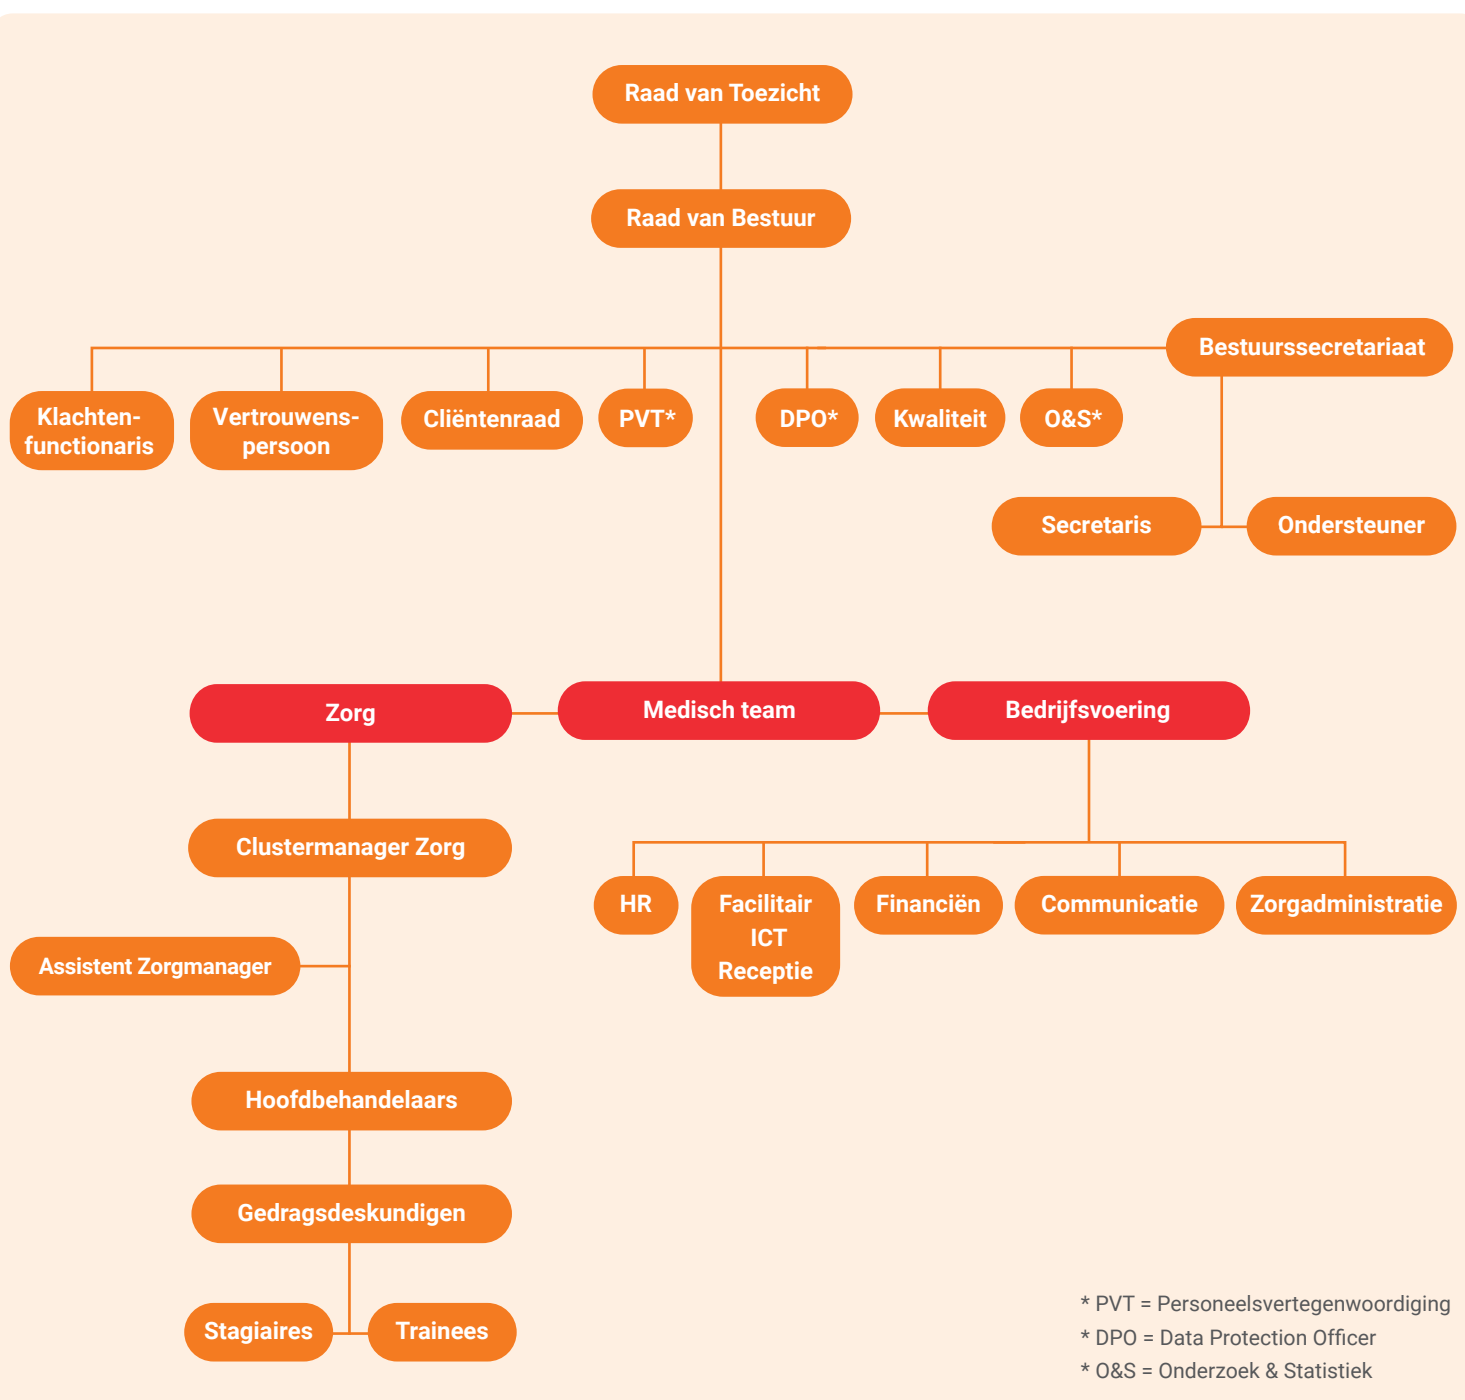 Raad van Toezicht
Raad van Bestuur
Bestuurssecretariaat
Klachten-
functionaris
Vertrouwens-
persoon
Cliëntenraad
PVT*
DPO*
Kwaliteit
O&S*
Secretaris
Ondersteuner
Zorg
Medisch team
Bedrijfsvoering
Clustermanager Zorg
HR
Facilitair
ICT
Receptie
Financiën
Communicatie
Zorgadministratie
Assistent Zorgmanager
Hoofdbehandelaars
Gedragsdeskundigen
Stagiaires
Trainees
* PVT = Personeelsvertegenwoordiging
* DPO = Data Protection Officer
* O&S = Onderzoek & Statistiek